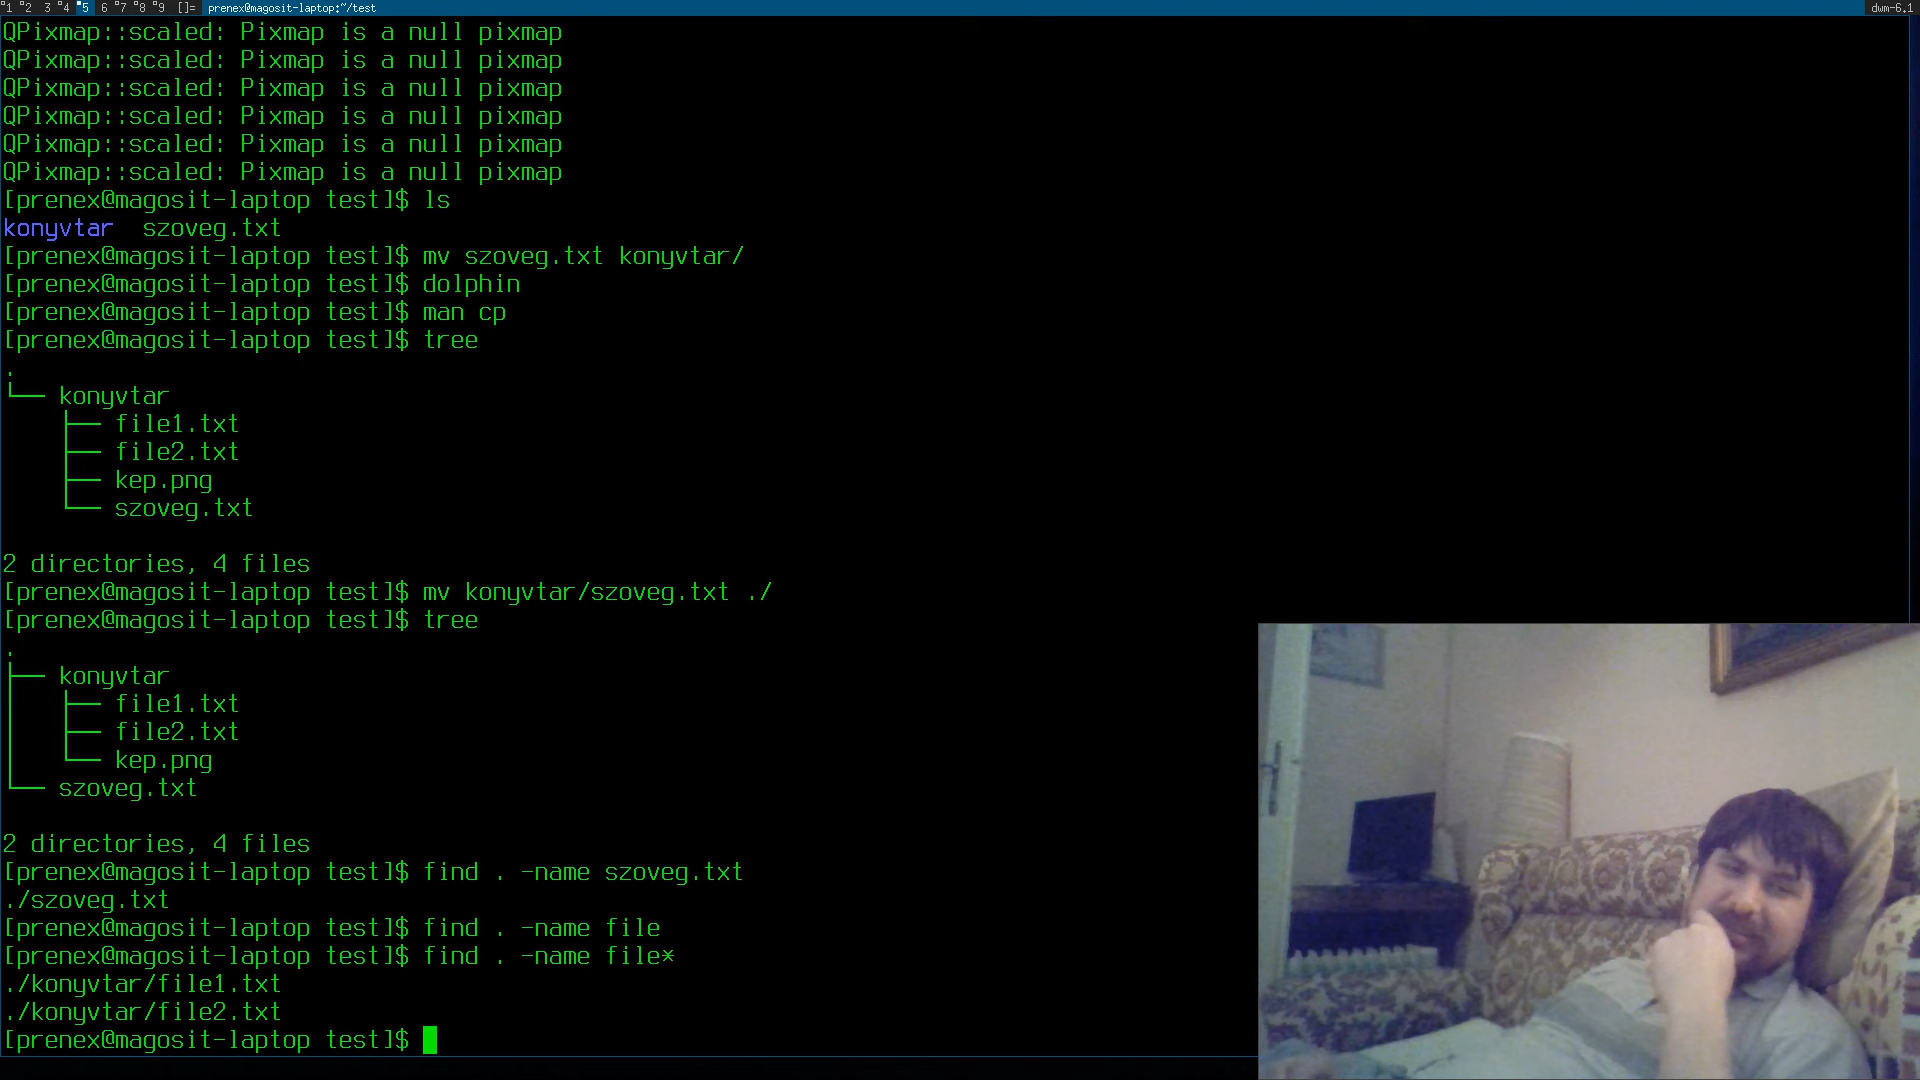 1 2 3 4 5 6 7 8 9 []= prenex@magosit-laptop:~/test dwm-6.1
QPixmap::scaled: Pixmap is a null pixmap
QPixmap::scaled: Pixmap is a null pixmap
QPixmap::scaled: Pixmap is a null pixmap
QPixmap::scaled: Pixmap is a null pixmap
QPixmap::scaled: Pixmap is a null pixmap
QPixmap::scaled: Pixmap is a null pixmap
[prenex@magosit-laptop test]$ ls
konyvtar  szoveg.txt
[prenex@magosit-laptop test]$ mv szoveg.txt konyvtar/
[prenex@magosit-laptop test]$ dolphin
[prenex@magosit-laptop test]$ man cp
[prenex@magosit-laptop test]$ tree
.
└── konyvtar
    ├── file1.txt
    ├── file2.txt
    ├── kep.png
    └── szoveg.txt
2 directories, 4 files
[prenex@magosit-laptop test]$ mv konyvtar/szoveg.txt ./
[prenex@magosit-laptop test]$ tree
.
├── konyvtar
│   ├── file1.txt
│   ├── file2.txt
│   └── kep.png
└── szoveg.txt
2 directories, 4 files
[prenex@magosit-laptop test]$ find . -name szoveg.txt
./szoveg.txt
[prenex@magosit-laptop test]$ find . -name file
[prenex@magosit-laptop test]$ find . -name file*
./konyvtar/file1.txt
./konyvtar/file2.txt
[prenex@magosit-laptop test]$